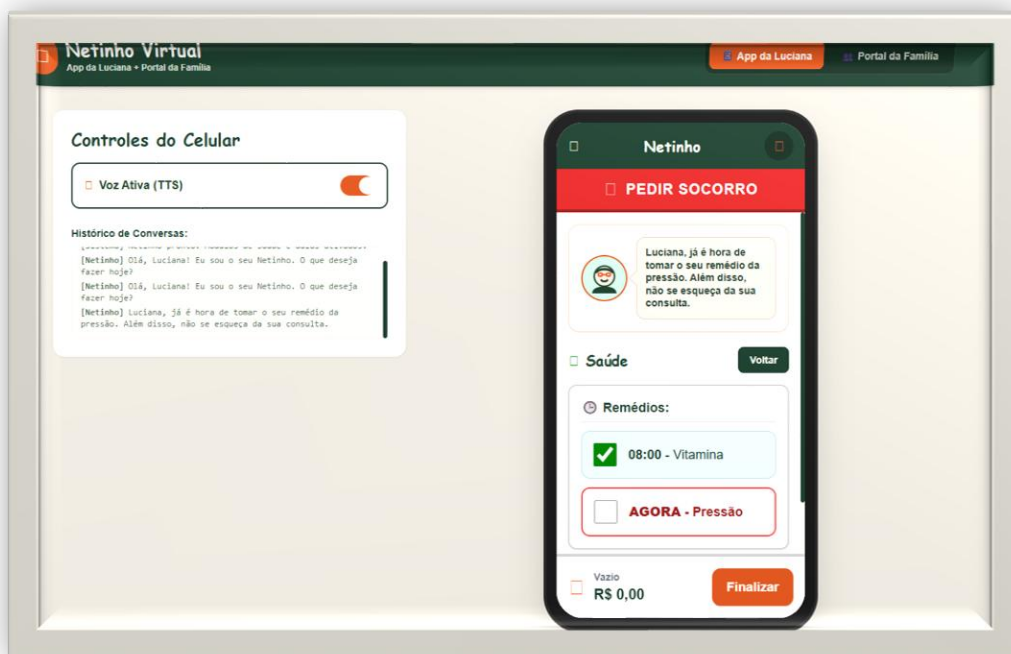 Netinho Virtual
App da Luciana + Portal da Família
App da Luciana
Portal da Família
Controles do Celular
Voz Ativa (TTS)
Histórico de Conversas:
[Netinho] Olá, Luciana! Eu sou o seu Netinho. O que deseja
fazer hoje?
[Netinho] Olá, Luciana! Eu sou o seu Netinho. O que deseja
fazer hoje?
[Netinho] Luciana, já é hora de tomar o seu remédio da
pressão. Além disso, não se esqueça da sua consulta.
Netinho
PEDIR SOCORRO
Luciana, já é hora de
tomar o seu remédio da
pressão. Além disso,
não se esqueça da sua
consulta.
Saúde
Voltar
Remédios:
08:00 - Vitamina
AGORA - Pressão
Vazio
R$ 0,00
Finalizar